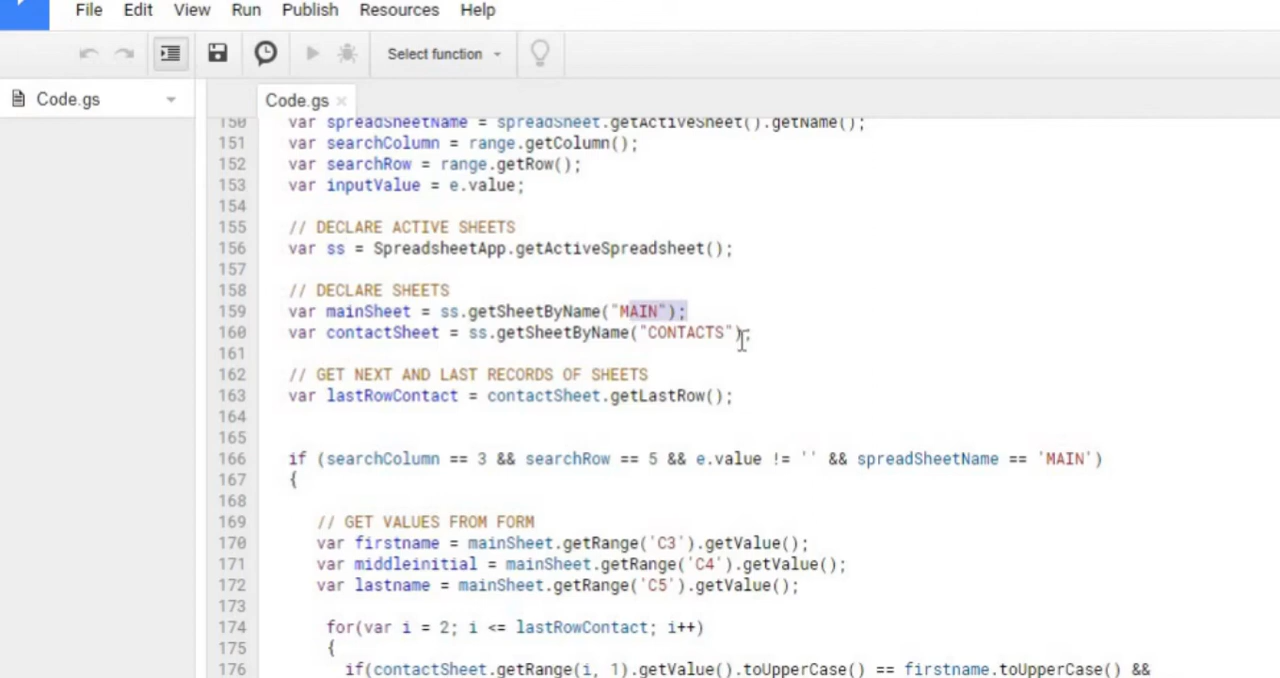 File Edit View Run Publish Resources Help
Select function
Code.gs
Code.gs ×
150 var spreadSheetName = spreadSheet.getActiveSheet().getName();
151 var searchColumn = range.getColumn();
152 var searchRow = range.getRow();
153 var inputValue = e.value;
154
155 // DECLARE ACTIVE SHEETS
156 var ss = SpreadsheetApp.getActiveSpreadsheet();
157
158 // DECLARE SHEETS
159 var mainSheet = ss.getSheetByName("MAIN");
160 var contactSheet = ss.getSheetByName("CONTACTS");
161
162 // GET NEXT AND LAST RECORDS OF SHEETS
163 var lastRowContact = contactSheet.getLastRow();
164
165
166 if (searchColumn == 3 && searchRow == 5 && e.value != '' && spreadSheetName == 'MAIN')
167 {
168
169 // GET VALUES FROM FORM
170 var firstname = mainSheet.getRange('C3').getValue();
171 var middleinitial = mainSheet.getRange('C4').getValue();
172 var lastname = mainSheet.getRange('C5').getValue();
173
174 for(var i = 2; i <= lastRowContact; i++)
175 {
176 if(contactSheet.getRange(i, 1).getValue().toUpperCase() == firstname.toUpperCase() &&